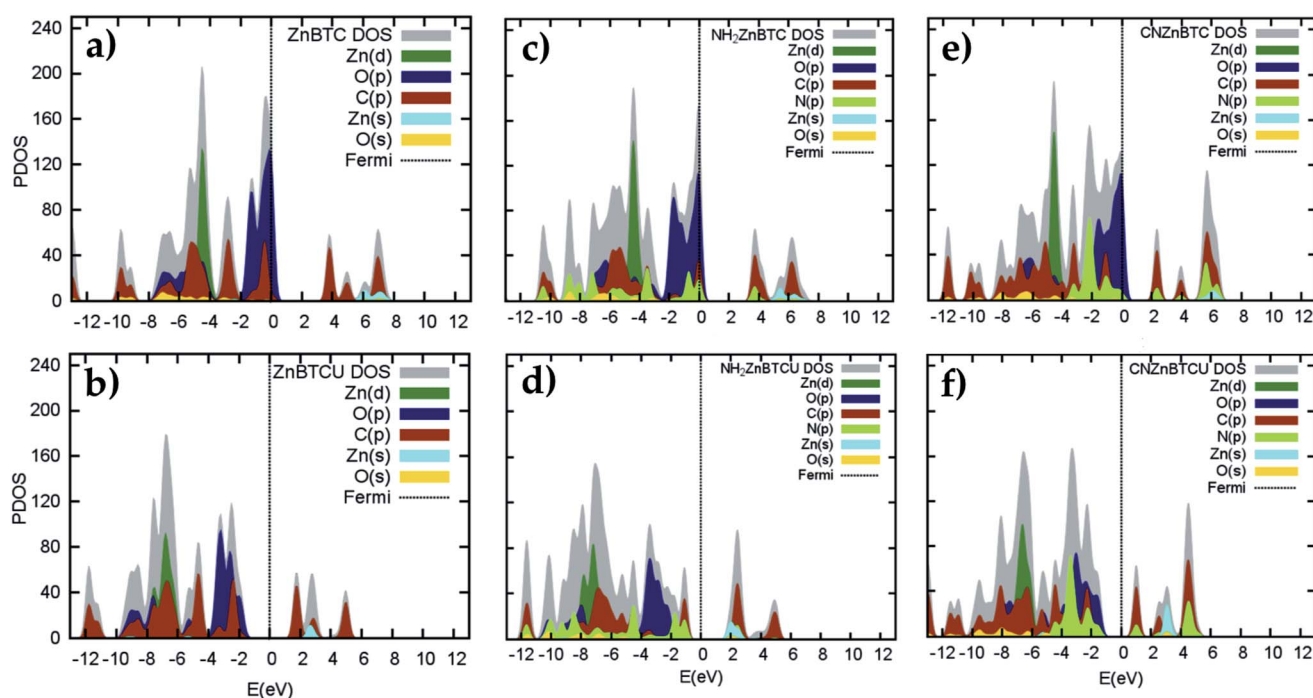 a)
ZnBTC DOS
Zn(d)
O(p)
C(p)
Zn(s)
O(s)
Fermi
PDOS
240
200
160
120
80
40
0
-12 -10 -8 -6 -4 -2 0 2 4 6 8 10 12
c)
NH₂ZnBTC DOS
Zn(d)
O(p)
C(p)
N(p)
Zn(s)
O(s)
Fermi
-12 -10 -8 -6 -4 -2 0 2 4 6 8 10 12
e)
CNZnBTC DOS
Zn(d)
O(p)
C(p)
N(p)
Zn(s)
O(s)
Fermi
-12 -10 -8 -6 -4 -2 0 2 4 6 8 10 12
b)
ZnBTCU DOS
Zn(d)
O(p)
C(p)
Zn(s)
O(s)
Fermi
PDOS
240
200
160
120
80
40
0
-12 -10 -8 -6 -4 -2 0 2 4 6 8 10 12
E(eV)
d)
NH₂ZnBTCU DOS
Zn(d)
O(p)
C(p)
N(p)
Zn(s)
O(s)
Fermi
-12 -10 -8 -6 -4 -2 0 2 4 6 8 10 12
E(eV)
f)
CNZnBTCU DOS
Zn(d)
O(p)
C(p)
N(p)
Zn(s)
O(s)
Fermi
-12 -10 -8 -6 -4 -2 0 2 4 6 8 10 12
E(eV)